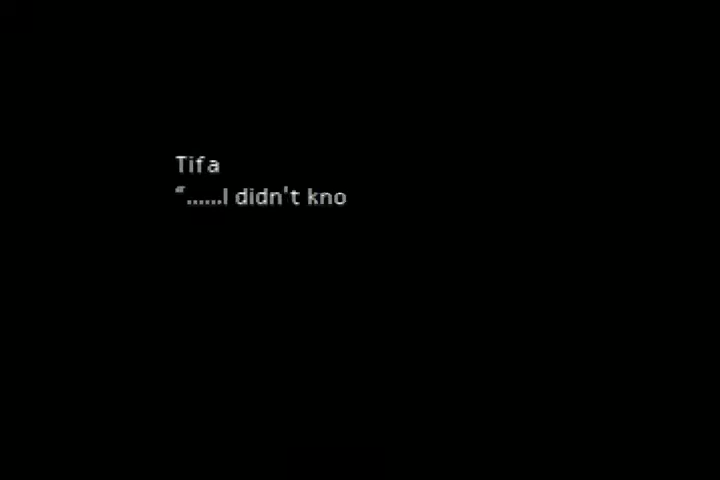 Tifa
“......I didn't kno